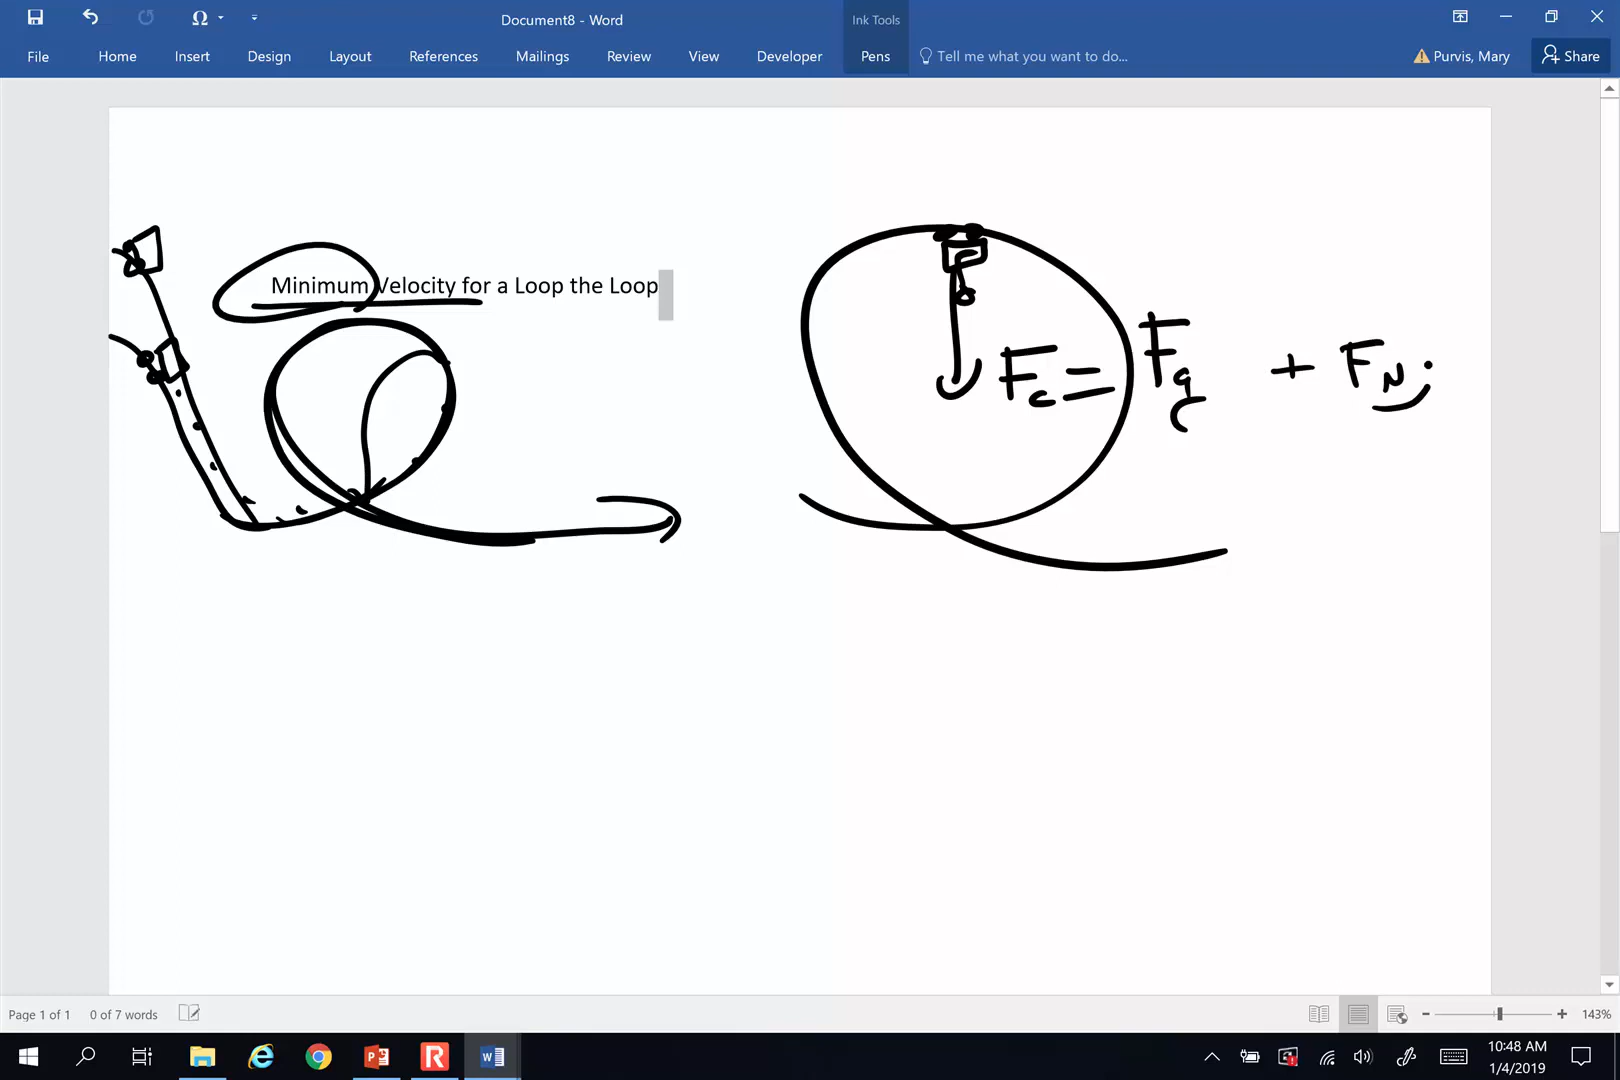 Document8 - Word
Ink Tools
File Home Insert Design Layout References Mailings Review View Developer Pens Tell me what you want to do... Purvis, Mary Share
Minimum Velocity for a Loop the Loop
Fc = Fg + FN
Page 1 of 1 0 of 7 words 143%
10:48 AM
1/4/2019